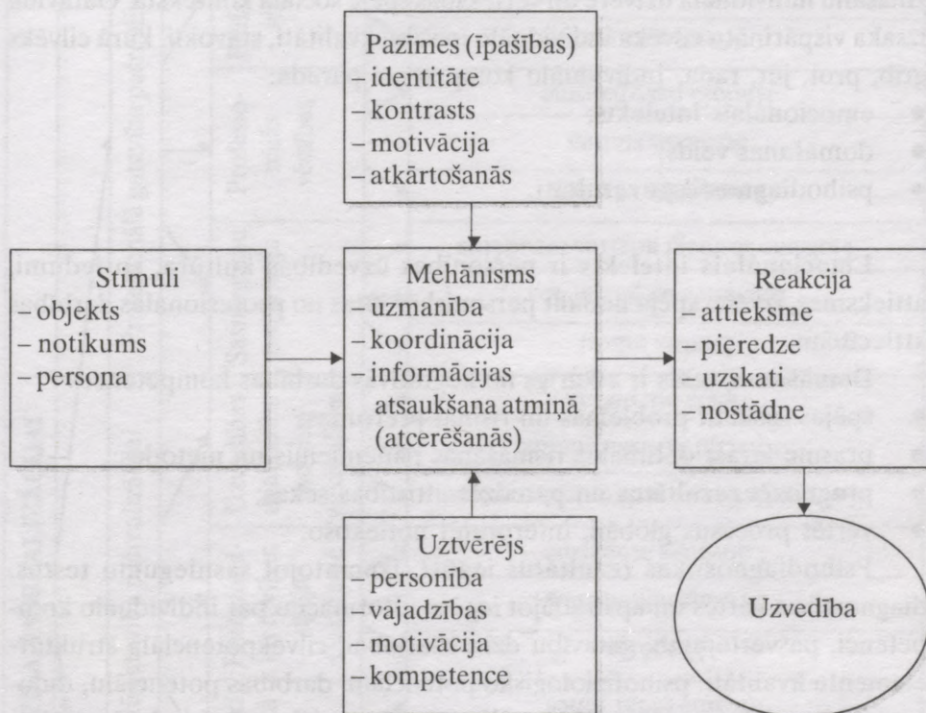 Pazīmes (īpašības)
– identitāte
– kontrasts
– motivācija
– atkārtošanās
Stimuli
– objekts
– notikums
– persona
Mehānisms
– uzmanība
– koordinācija
– informācijas
atsaukšana atmiņā
(atcerēšanās)
Reakcija
– attieksme
– pieredze
– uzskati
– nostādne
Uztvērējs
– personība
– vajadzības
– motivācija
– kompetence
Uzvedība